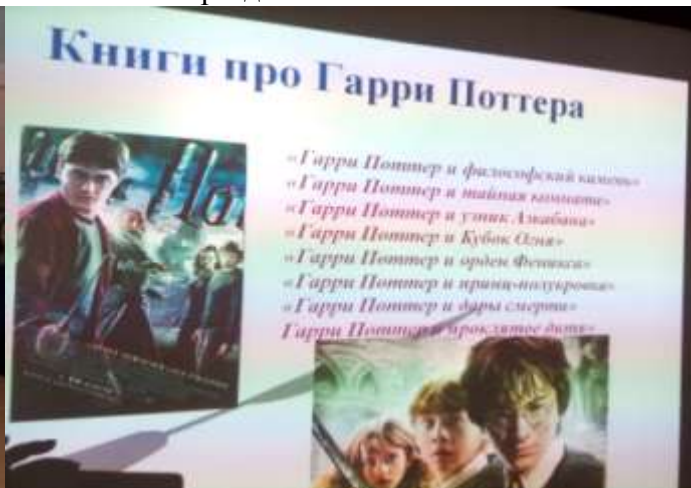 Книги про Гарри Поттера
«Гарри Поттер и философский камень»
«Гарри Поттер и тайная комната»
«Гарри Поттер и узник Азкабана»
«Гарри Поттер и Кубок Огня»
«Гарри Поттер и орден Феникса»
«Гарри Поттер и принц-полукровка»
«Гарри Поттер и дары смерти»
Гарри Поттер и проклятое дитя»